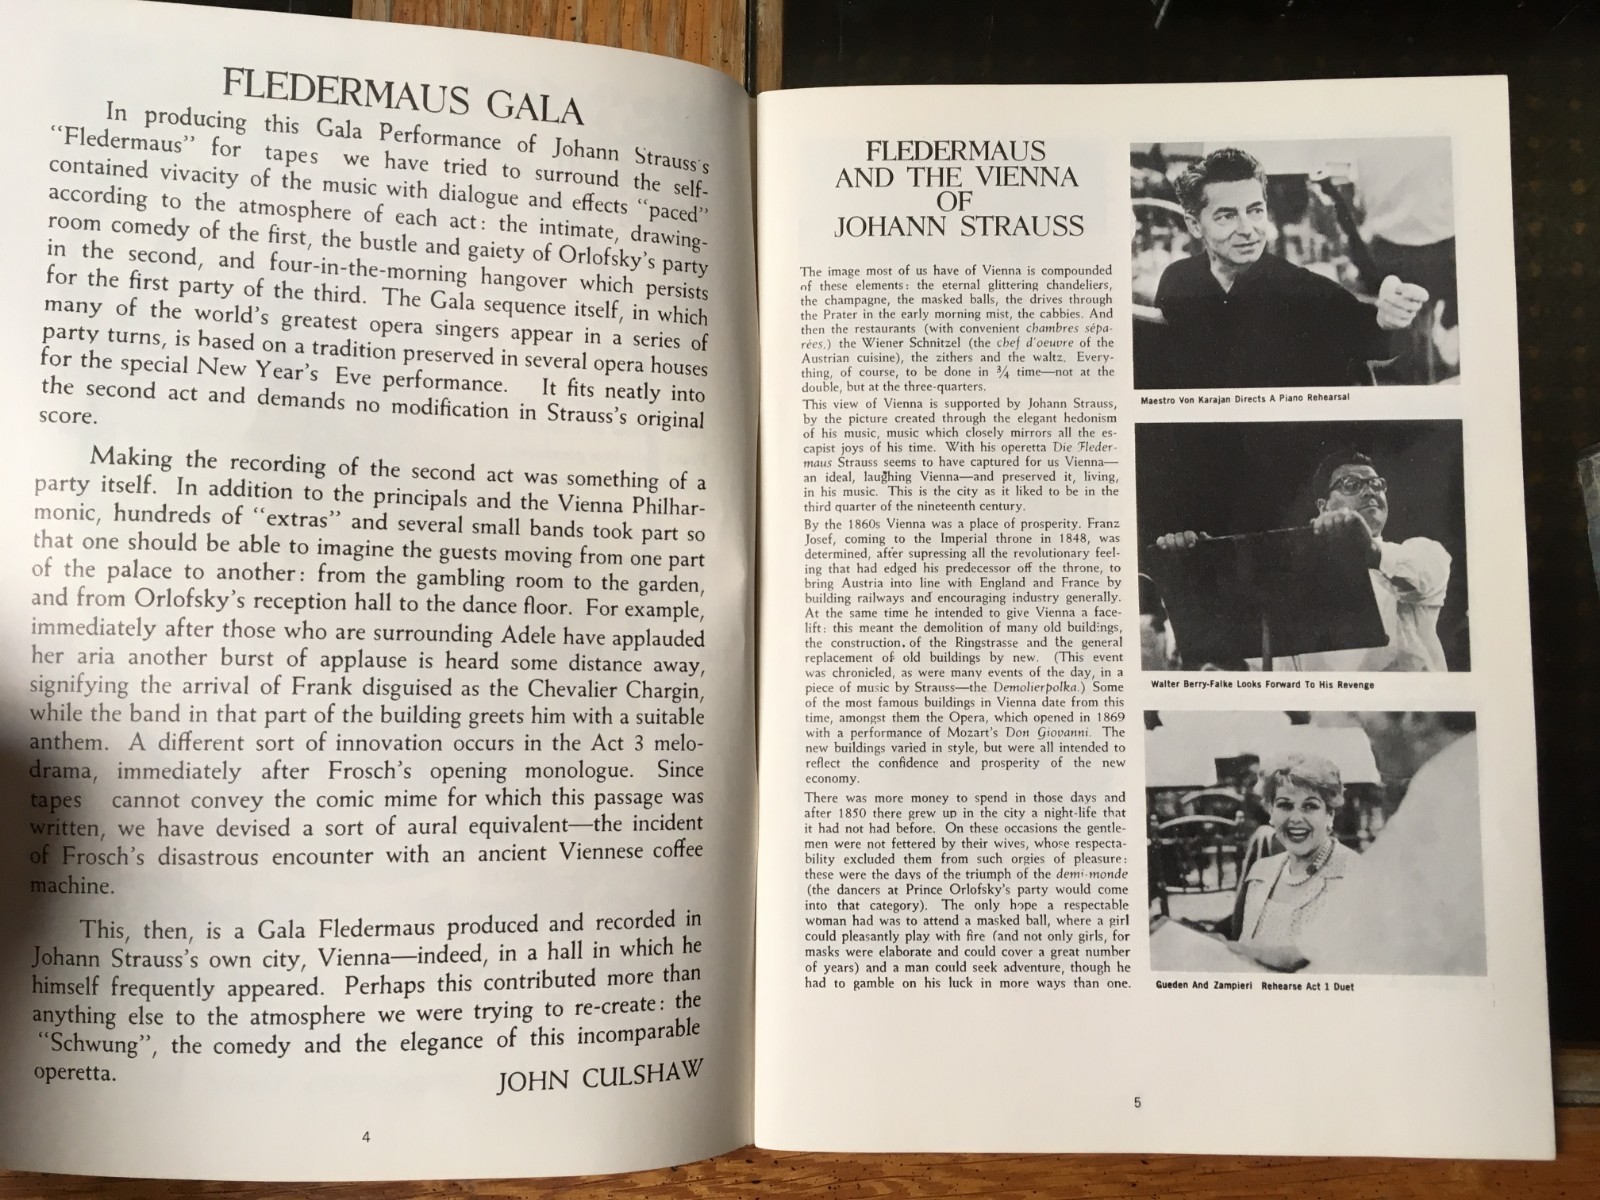 FLEDERMAUS GALA
In producing this Gala Performance of Johann Strauss's
"Fledermaus" for tapes we have tried to surround the self-
contained vivacity of the music with dialogue and effects "paced"
according to the atmosphere of each act: the intimate, drawing-
room comedy of the first, the bustle and gaiety of Orlofsky's party
in the second, and four-in-the-morning hangover which persists
for the first party of the third. The Gala sequence itself, in which
many of the world's greatest opera singers appear in a series of
party turns, is based on a tradition preserved in several opera houses
for the special New Year's Eve performance. It fits neatly into
the second act and demands no modification in Strauss's original
score.
Making the recording of the second act was something of a
party itself. In addition to the principals and the Vienna Philhar-
monic, hundreds of "extras" and several small bands took part so
that one should be able to imagine the guests moving from one part
of the palace to another: from the gambling room to the garden,
and from Orlofsky's reception hall to the dance floor. For example,
immediately after those who are surrounding Adele have applauded
her aria another burst of applause is heard some distance away,
signifying the arrival of Frank disguised as the Chevalier Chargin,
while the band in that part of the building greets him with a suitable
anthem. A different sort of innovation occurs in the Act 3 melo-
drama, immediately after Frosch's opening monologue. Since
tapes cannot convey the comic mime for which this passage was
written, we have devised a sort of aural equivalent—the incident
of Frosch's disastrous encounter with an ancient Viennese coffee
machine.
This, then, is a Gala Fledermaus produced and recorded in
Johann Strauss's own city, Vienna—indeed, in a hall in which he
himself frequently appeared. Perhaps this contributed more than
anything else to the atmosphere we were trying to re-create: the
"Schwung", the comedy and the elegance of this incomparable
operetta.
JOHN CULSHAW
4
FLEDERMAUS
AND THE VIENNA
OF
JOHANN STRAUSS
The image most of us have of Vienna is compounded
of these elements: the eternal glittering chandeliers,
the champagne, the masked balls, the drives through
the Prater in the early morning mist, the cabbies. And
then the restaurants (with convenient chambres sépa-
rées,) the Wiener Schnitzel (the chef d'oeuvre of the
Austrian cuisine), the zithers and the waltz. Every-
thing, of course, to be done in ¾ time—not at the
double, but at the three-quarters.
This view of Vienna is supported by Johann Strauss,
by the picture created through the elegant hedonism
of his music, music which closely mirrors all the es-
capist joys of his time. With his operetta Die Fleder-
maus Strauss seems to have captured for us Vienna—
an ideal, laughing Vienna—and preserved it, living,
in his music. This is the city as it liked to be in the
third quarter of the nineteenth century.
By the 1860s Vienna was a place of prosperity. Franz
Josef, coming to the Imperial throne in 1848, was
determined, after supressing all the revolutionary feel-
ing that had edged his predecessor off the throne, to
bring Austria into line with England and France by
building railways and encouraging industry generally.
At the same time he intended to give Vienna a face-
lift: this meant the demolition of many old buildings,
the construction of the Ringstrasse and the general
replacement of old buildings by new. (This event
was chronicled, as were many events of the day, in a
piece of music by Strauss—the Demolierpolka.) Some
of the most famous buildings in Vienna date from this
time, amongst them the Opera, which opened in 1869
with a performance of Mozart's Don Giovanni. The
new buildings varied in style, but were all intended to
reflect the confidence and prosperity of the new
economy.
There was more money to spend in those days and
after 1850 there grew up in the city a night-life that
it had not had before. On these occasions the gentle-
men were not fettered by their wives, whose respecta-
bility excluded them from such orgies of pleasure:
these were the days of the triumph of the demi-monde
(the dancers at Prince Orlofsky's party would come
into that category). The only hope a respectable
woman had was to attend a masked ball, where a girl
could pleasantly play with fire (and not only girls, for
masks were elaborate and could cover a great number
of years) and a man could seek adventure, though he
had to gamble on his luck in more ways than one.
Maestro Von Karajan Directs A Piano Rehearsal
Walter Berry-Falke Looks Forward To His Revenge
Gueden And Zampieri Rehearse Act 1 Duet
5